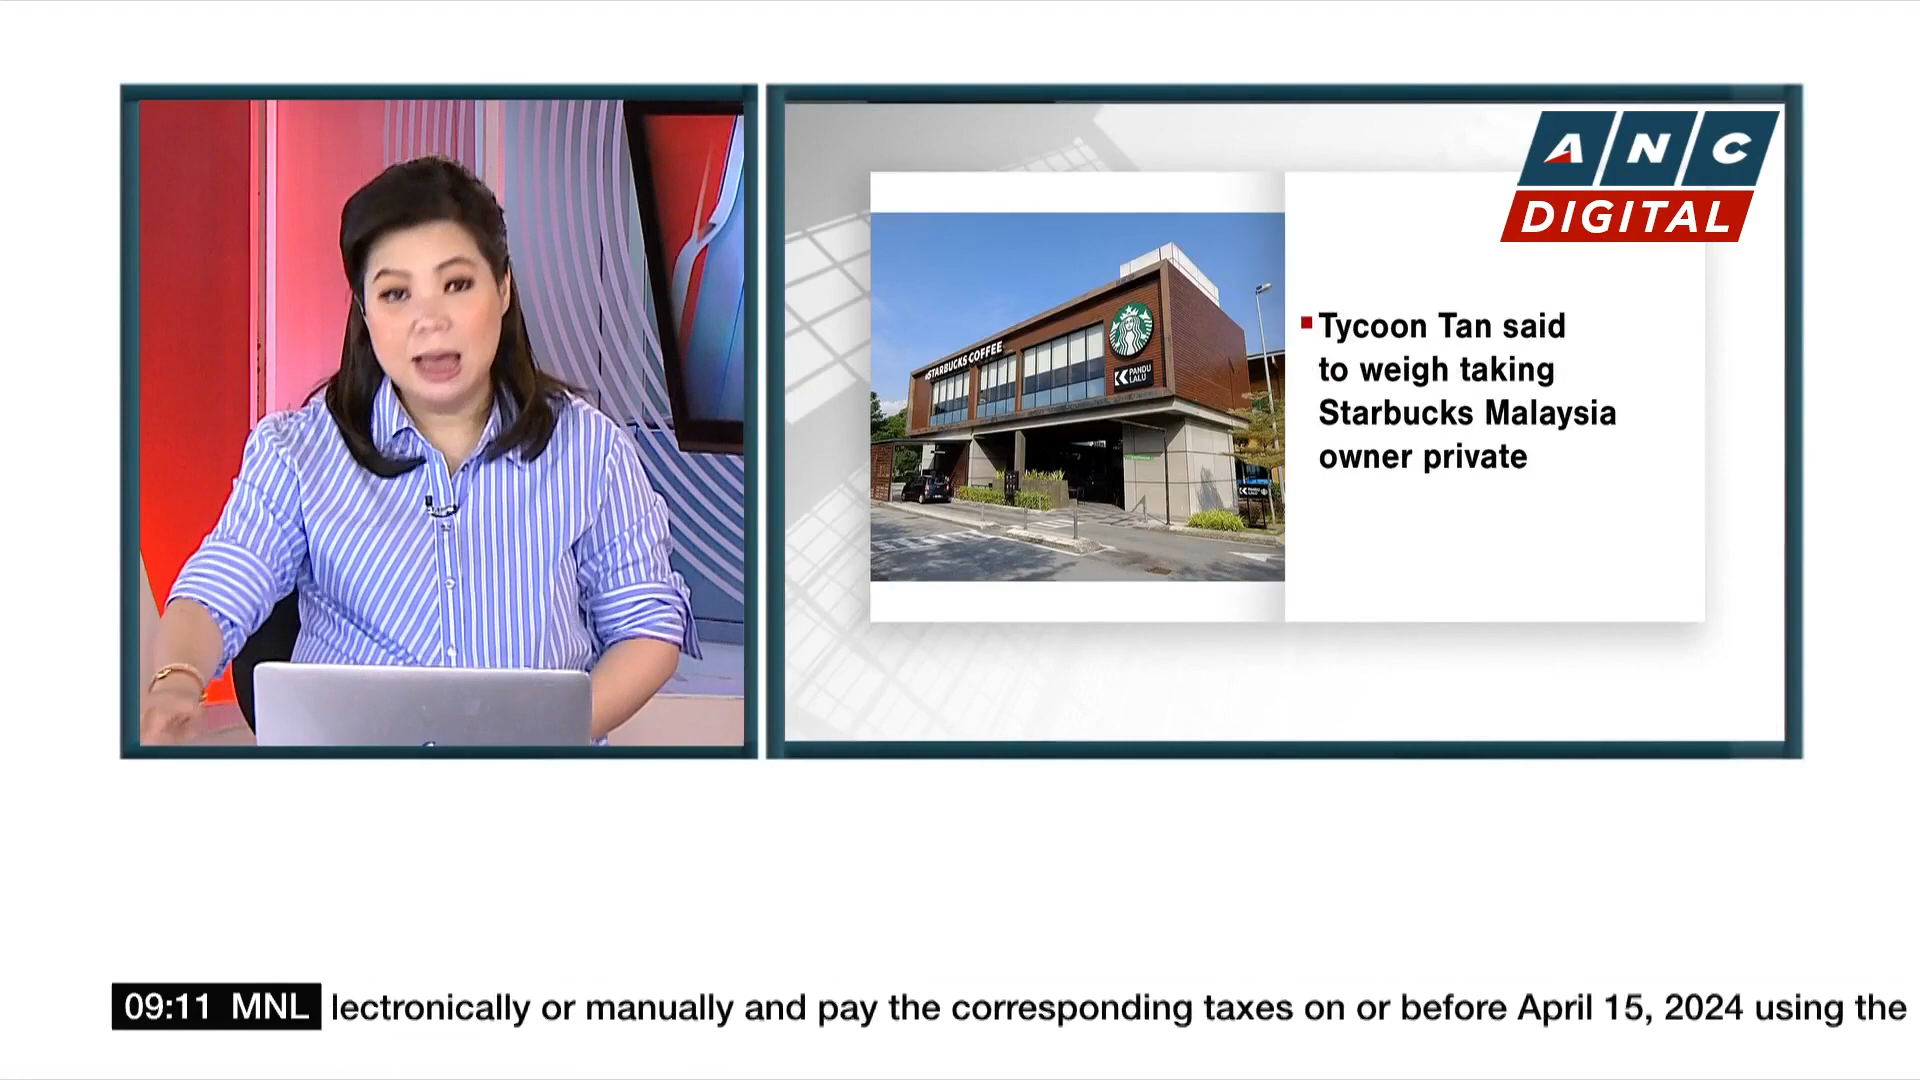 ANC
DIGITAL
STARBUCKS COFFEE
PANDU
LALU
Tycoon Tan said
to weigh taking
Starbucks Malaysia
owner private
09:11 MNL lectronically or manually and pay the corresponding taxes on or before April 15, 2024 using the